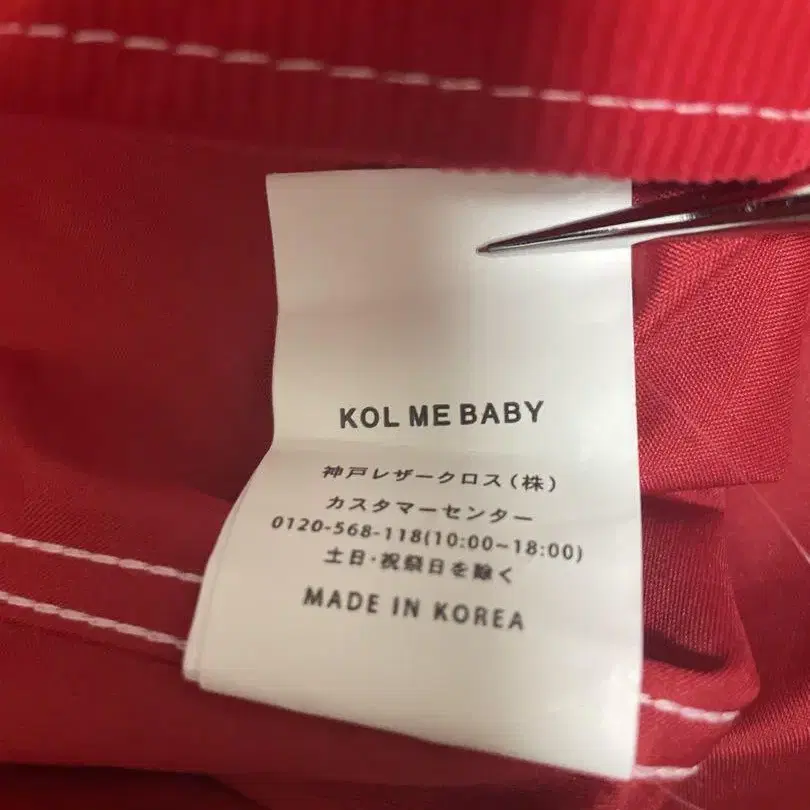 KOL ME BABY
神戸レザークロス(株)
カスタマーセンター
0120-568-118(10:00~18:00)
土日・祝祭日を除く
MADE IN KOREA